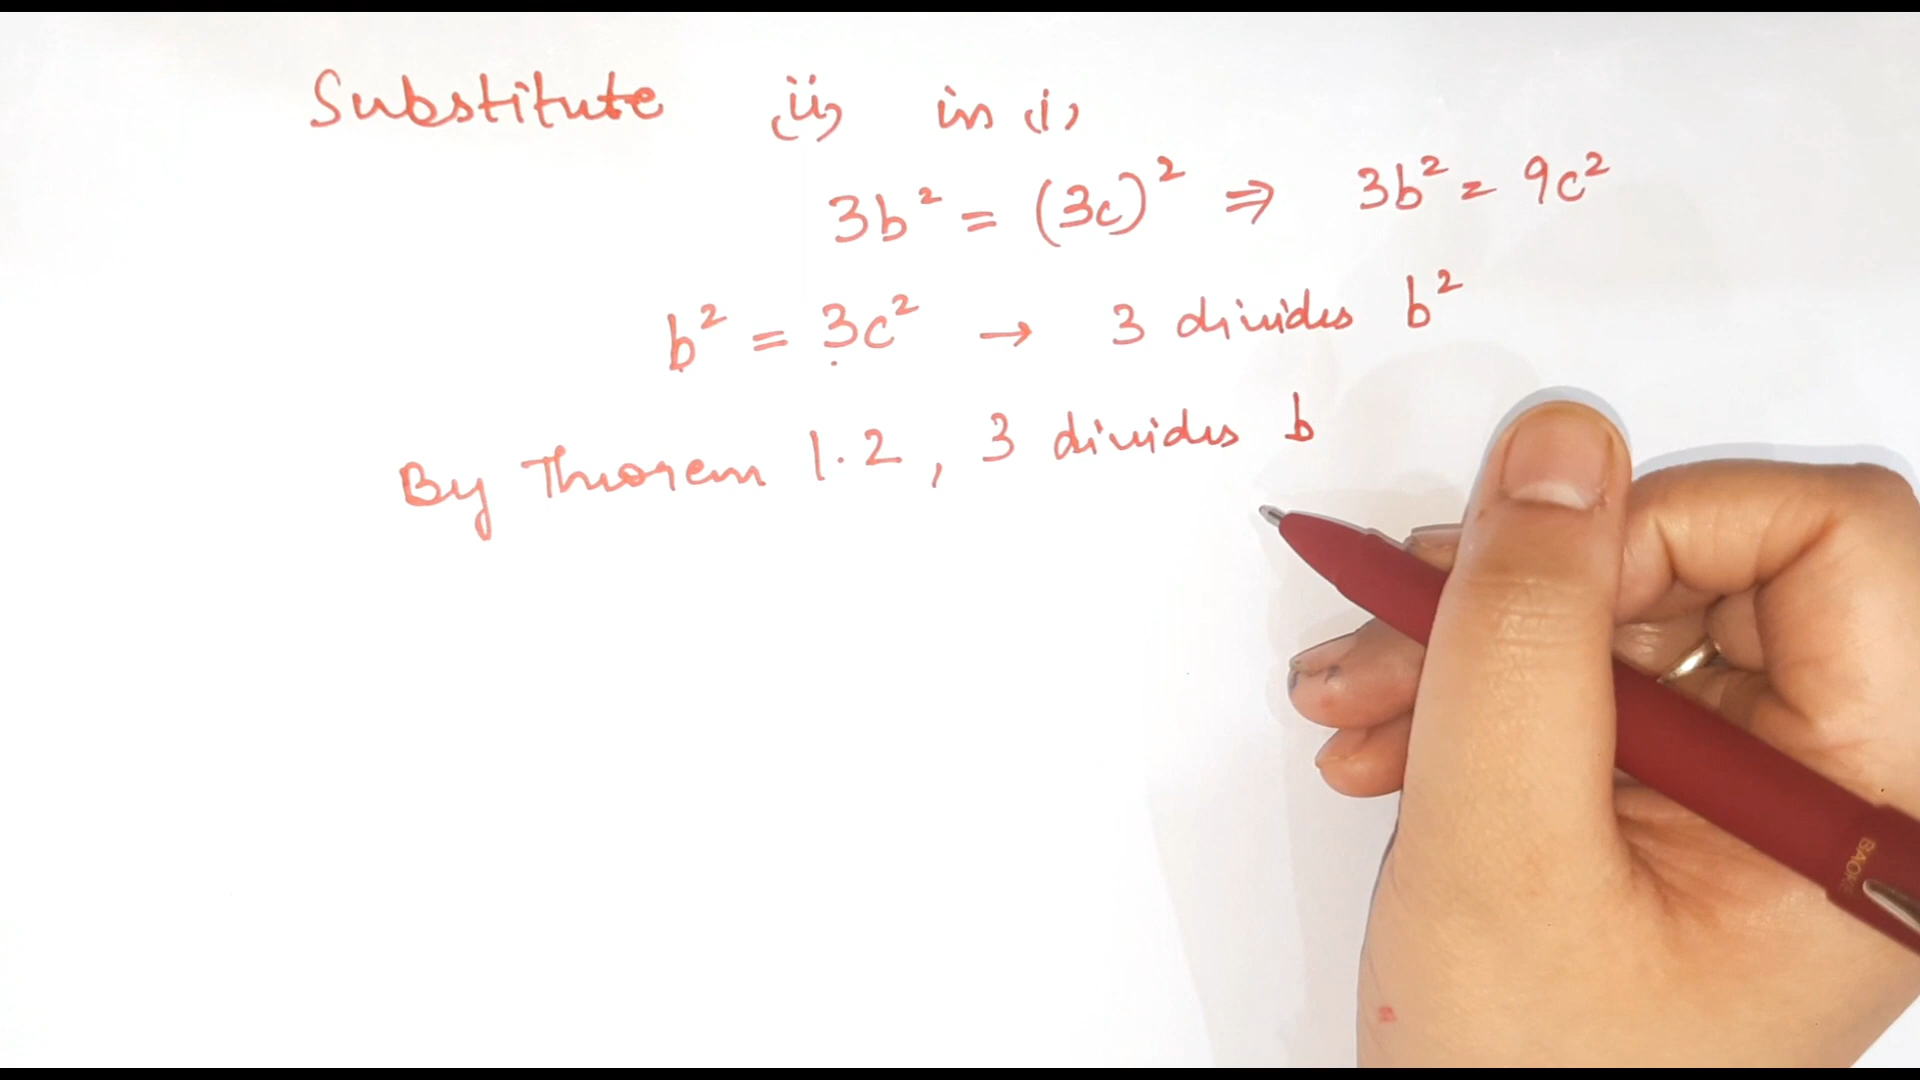 Substitute (ii) in (i)
3b² = (3c)² ⇒ 3b² = 9c²
b² = 3c² → 3 divides b²
By Theorem 1.2, 3 divides b